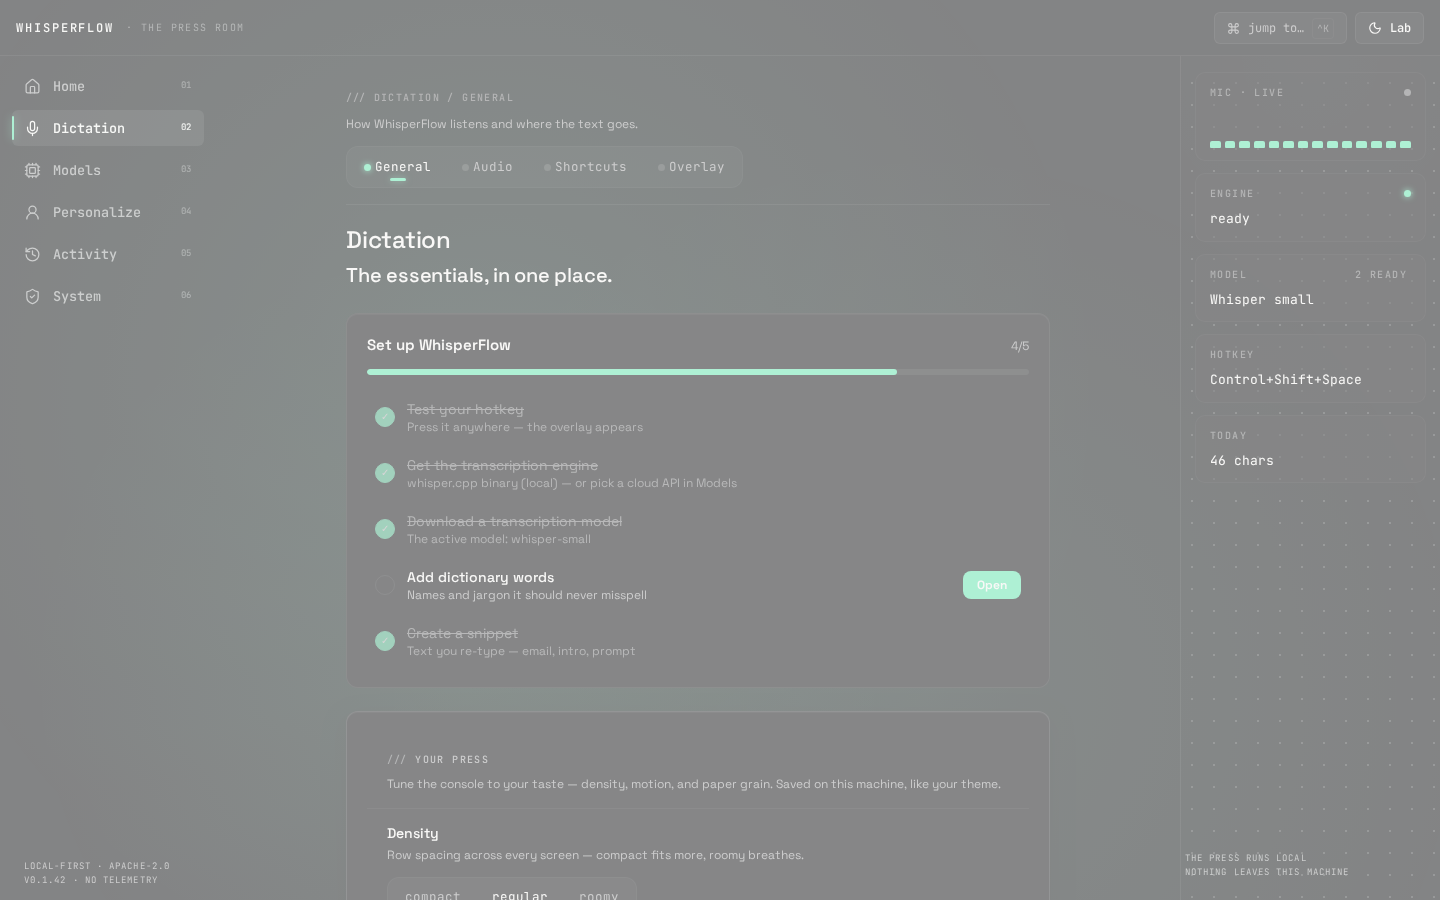 WHISPERFLOW · THE PRESS ROOM
jump to… ⌃K
Lab
Home 01
Dictation 02
Models 03
Personalize 04
Activity 05
System 06
LOCAL-FIRST · APACHE-2.0
V0.1.42 · NO TELEMETRY
/// DICTATION / GENERAL
How WhisperFlow listens and where the text goes.
General Audio Shortcuts Overlay
Dictation
The essentials, in one place.
Set up WhisperFlow 4/5
Test your hotkey
Press it anywhere — the overlay appears
Get the transcription engine
whisper.cpp binary (local) — or pick a cloud API in Models
Download a transcription model
The active model: whisper-small
Add dictionary words
Names and jargon it should never misspell
Open
Create a snippet
Text you re-type — email, intro, prompt
/// YOUR PRESS
Tune the console to your taste — density, motion, and paper grain. Saved on this machine, like your theme.
Density
Row spacing across every screen — compact fits more, roomy breathes.
compact regular roomy
MIC · LIVE
ENGINE
ready
MODEL 2 READY
Whisper small
HOTKEY
Control+Shift+Space
TODAY
46 chars
THE PRESS RUNS LOCAL
NOTHING LEAVES THIS MACHINE